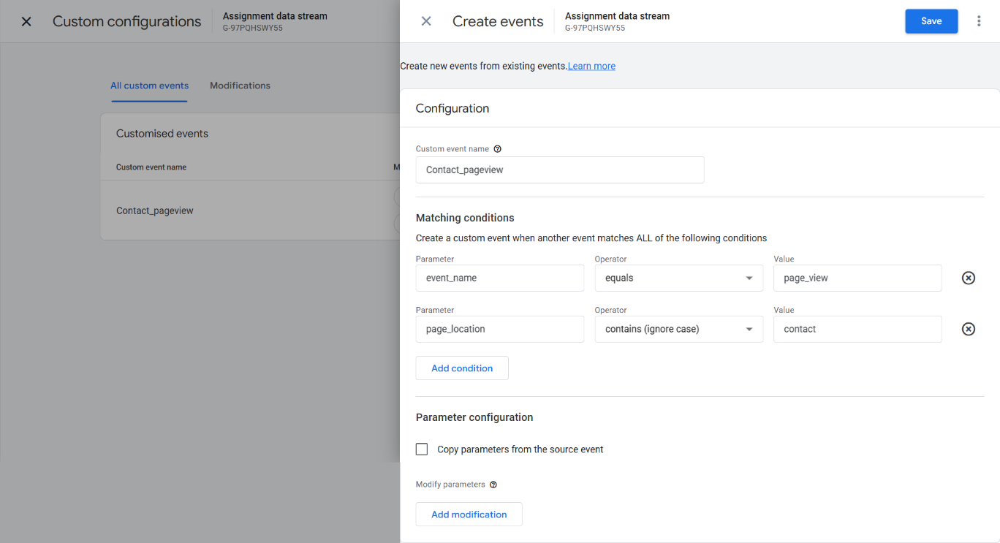 Custom configurations
Assignment data stream
G-97PQHSWY55
All custom events
Modifications
Customised events
Custom event name
M
Contact_pageview
Create events
Assignment data stream
G-97PQHSWY55
Save
Create new events from existing events.Learn more
Configuration
Custom event name
Contact_pageview
Matching conditions
Create a custom event when another event matches ALL of the following conditions
Parameter Operator Value
event_name equals page_view
Parameter Operator Value
page_location contains (ignore case) contact
Add condition
Parameter configuration
Copy parameters from the source event
Modify parameters
Add modification